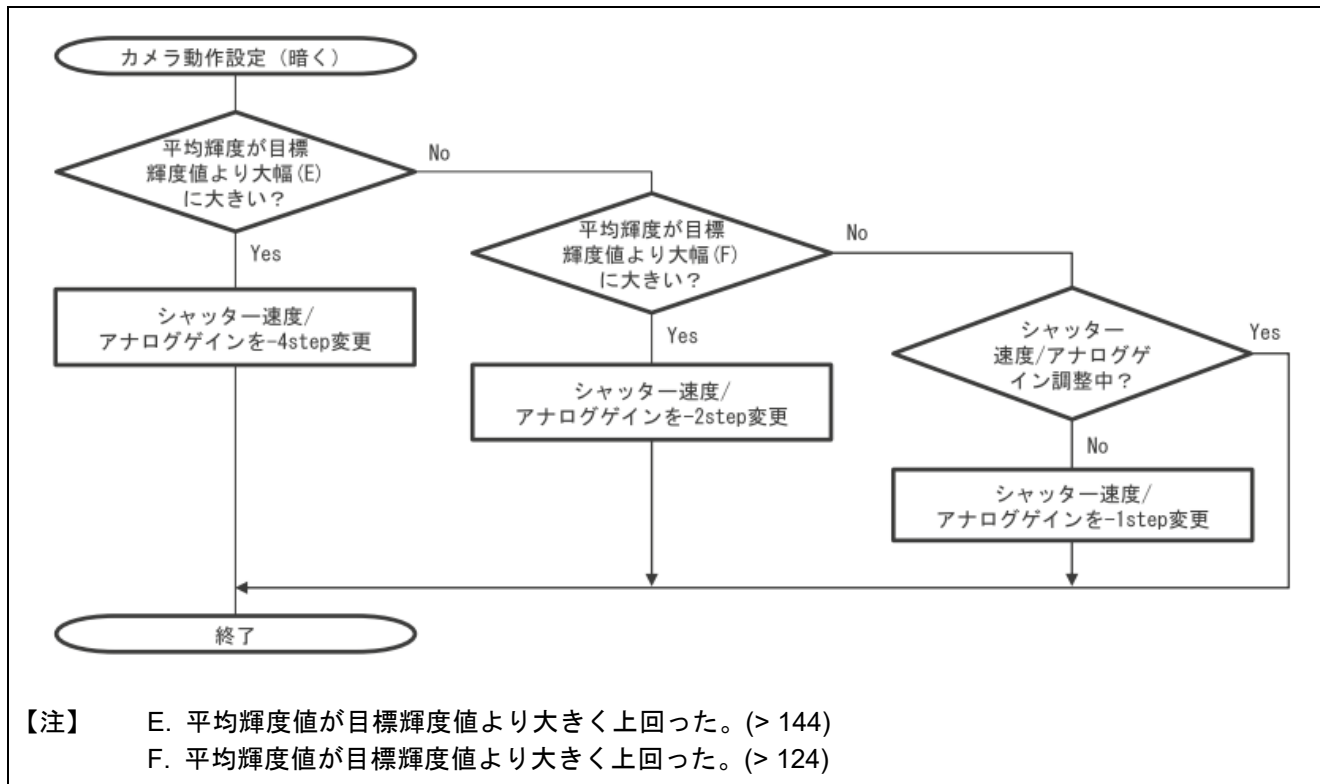 カメラ動作設定（暗く）
平均輝度が目標
輝度値より大幅(E)
に大きい？
No
Yes
シャッター速度/
アナログゲインを-4step変更
平均輝度が目標
輝度値より大幅(F)
に大きい？
No
Yes
シャッター速度/
アナログゲインを-2step変更
シャッター
速度/アナログゲ
イン調整中？
Yes
No
シャッター速度/
アナログゲインを-1step変更
終了
【注】 E. 平均輝度値が目標輝度値より大きく上回った。(> 144)
F. 平均輝度値が目標輝度値より大きく上回った。(> 124)